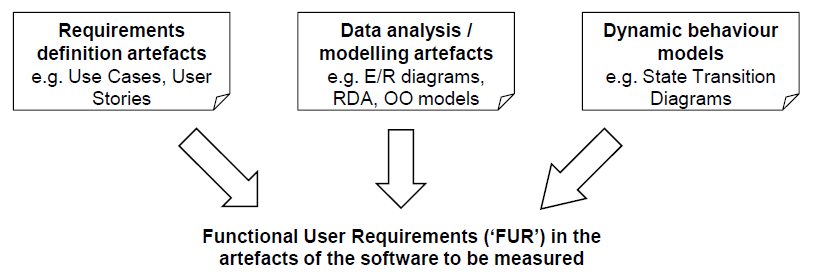 Requirements
definition artefacts
e.g. Use Cases, User
Stories
Data analysis /
modelling artefacts
e.g. E/R diagrams,
RDA, OO models
Dynamic behaviour
models
e.g. State Transition
Diagrams
Functional User Requirements (‘FUR’) in the
artefacts of the software to be measured